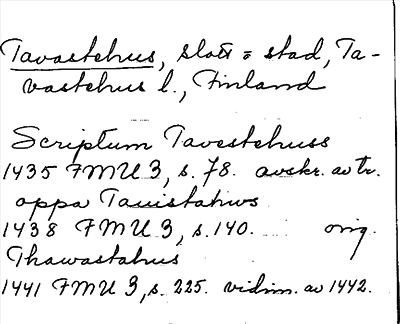 Tavastehus, slott o stad, Ta-
vastehus l., Finland
Scriptum Tavestehuss
1435 FMU 3, s. 78. avskr. av tr.
oppa Tauistahws
1438 FMU 3, s. 140. orig.
Thawastahus
1441 FMU 3, s. 225. vidim. av 1442.